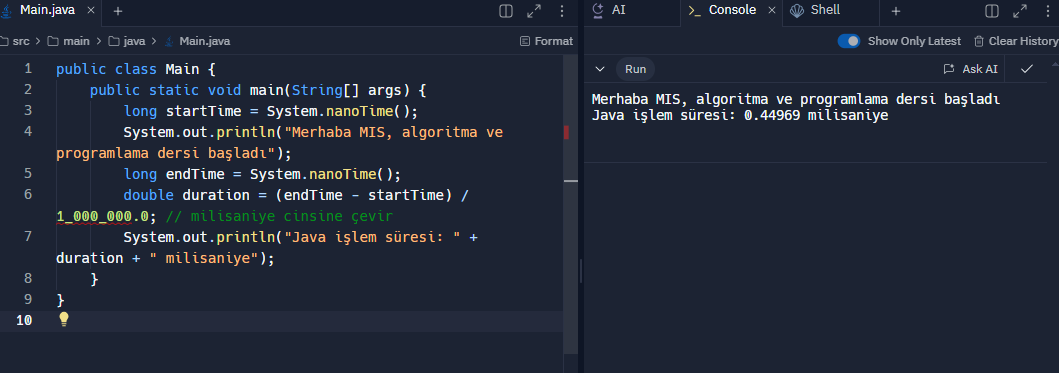 Main.java
src > main > java > Main.java
Format
1 public class Main {
2 public static void main(String[] args) {
3 long startTime = System.nanoTime();
4 System.out.println("Merhaba MIS, algoritma ve
programlama dersi başladı");
5 long endTime = System.nanoTime();
6 double duration = (endTime - startTime) /
1_000_000.0; // milisaniye cinsine çevir
7 System.out.println("Java işlem süresi: " +
duration + " milisaniye");
8 }
9 }
10
AI
Console
Shell
Show Only Latest
Clear History
Run
Ask AI
Merhaba MIS, algoritma ve programlama dersi başladı
Java işlem süresi: 0.44969 milisaniye